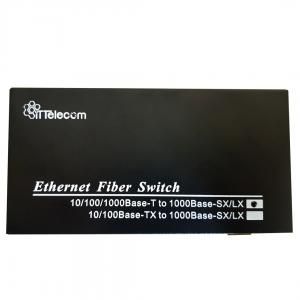 SiTTelecom
Ethernet Fiber Switch
10/100/1000Base-T to 1000Base-SX/LX
10/100Base-TX to 1000Base-SX/LX